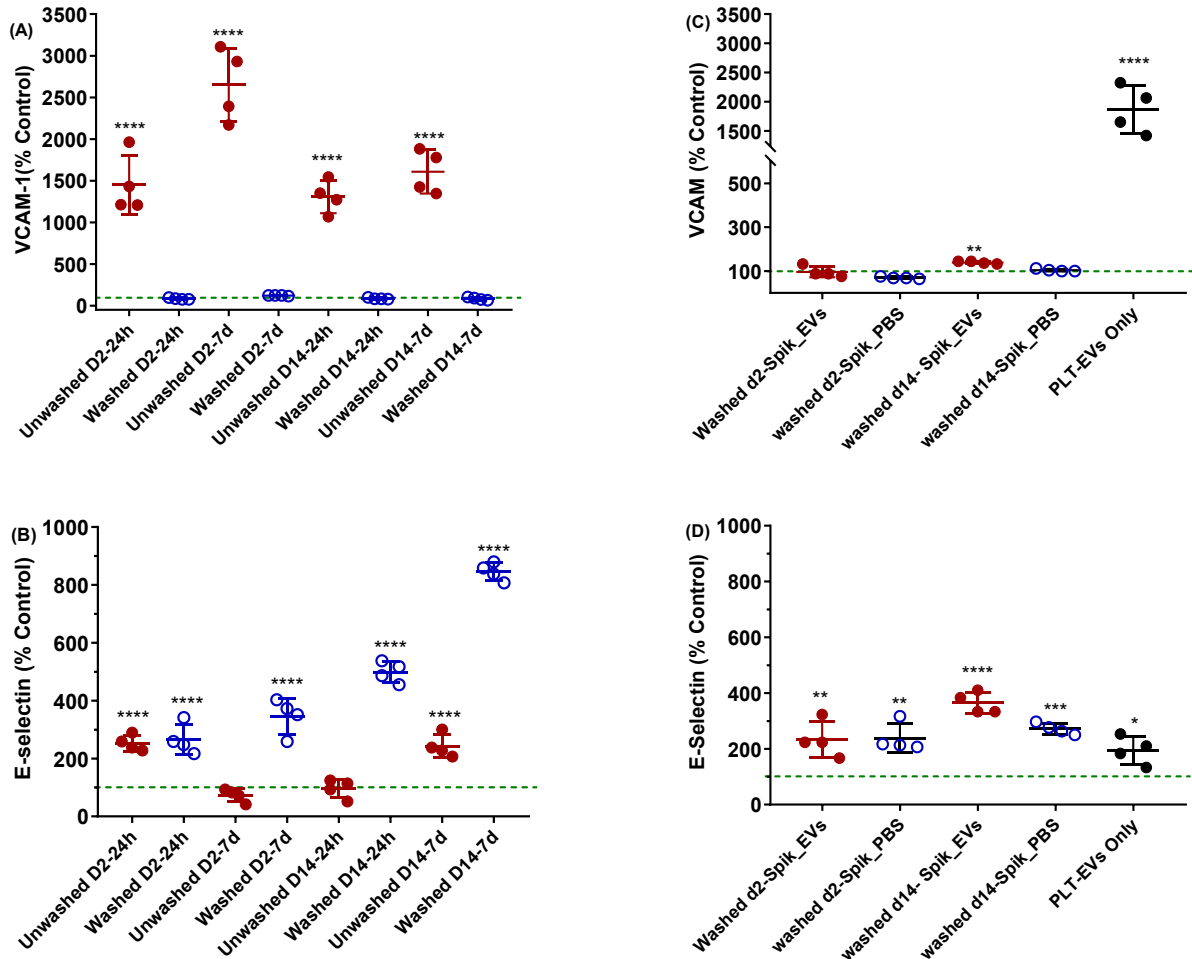 (A)
VCAM-1(% Control)
3500
3000
2500
2000
1500
1000
500
0
****
****
****
****
Unwashed D2-24h
Washed D2-24h
Unwashed D2-7d
Washed D2-7d
Unwashed D14-24h
Washed D14-24h
Unwashed D14-7d
Washed D14-7d
(C)
VCAM (% Control)
3500
3000
2500
3500
2000
1500
500
300
100
**
****
Washed d2-Spik_EVs
washed d2-Spik_PBS
washed d14- Spik_EVs
washed d14-Spik_PBS
PLT-EVs Only
(B)
E-selectin (% Control)
1000
800
600
400
200
0
****
****
****
****
****
****
Unwashed D2-24h
Washed D2-24h
Unwashed D2-7d
Washed D2-7d
Unwashed D14-24h
Washed D14-24h
Unwashed D14-7d
Washed D14-7d
(D)
E-Selectin (% Control)
1000
800
600
400
200
0
**
**
****
***
*
Washed d2-Spik_EVs
washed d2-Spik_PBS
washed d14- Spik_EVs
washed d14-Spik_PBS
PLT-EVs Only